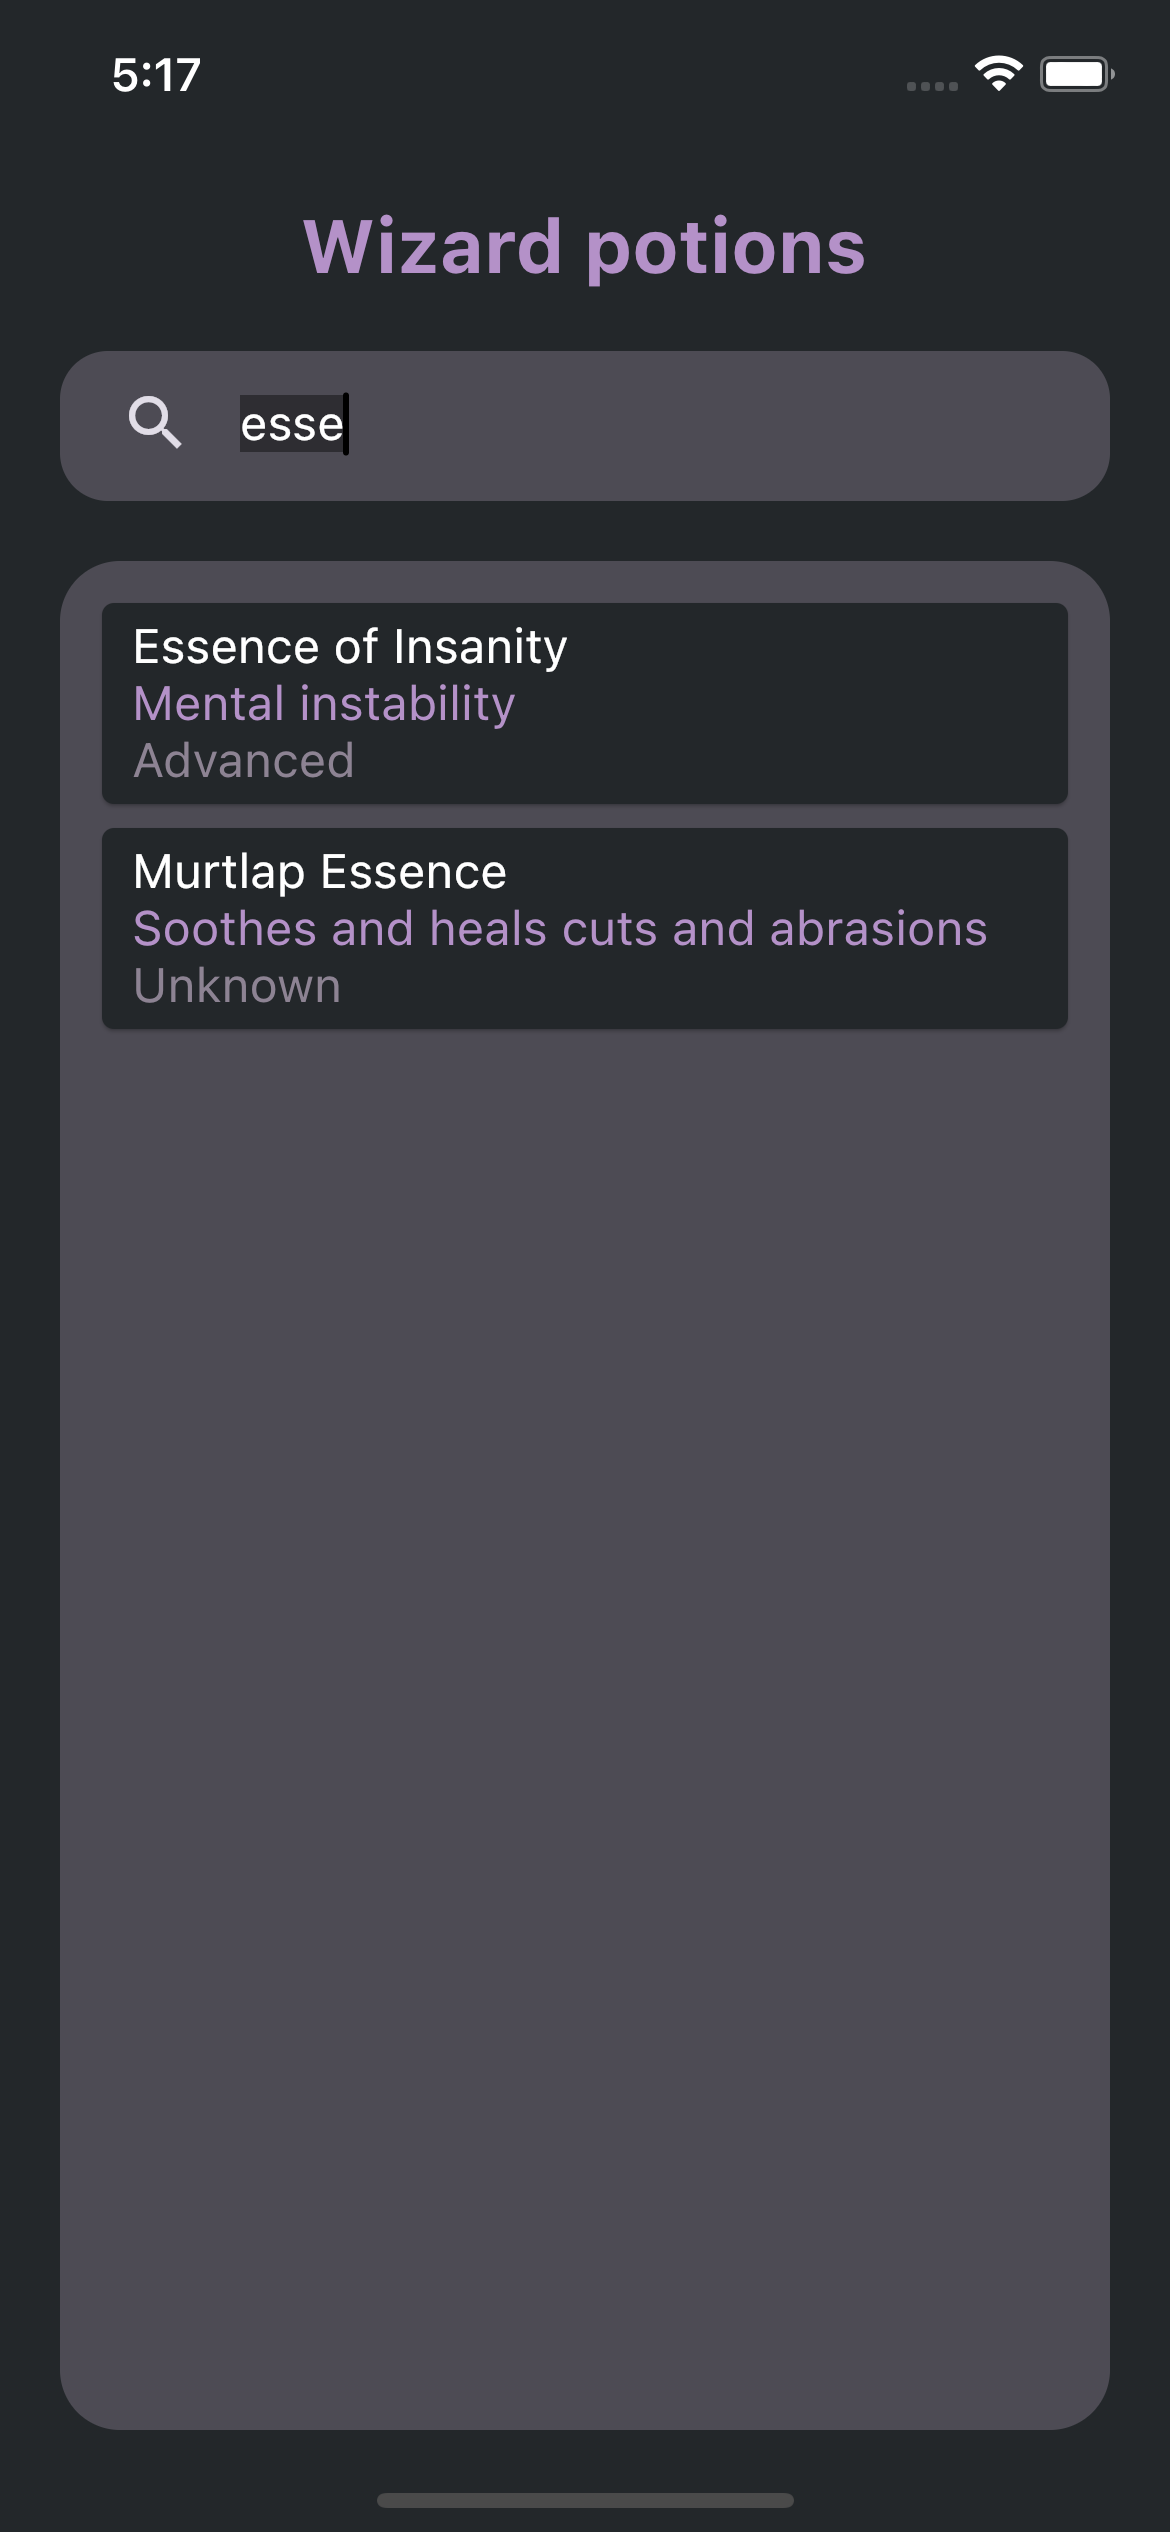 5:17
Wizard potions
esse
Essence of Insanity
Mental instability
Advanced
Murtlap Essence
Soothes and heals cuts and abrasions
Unknown